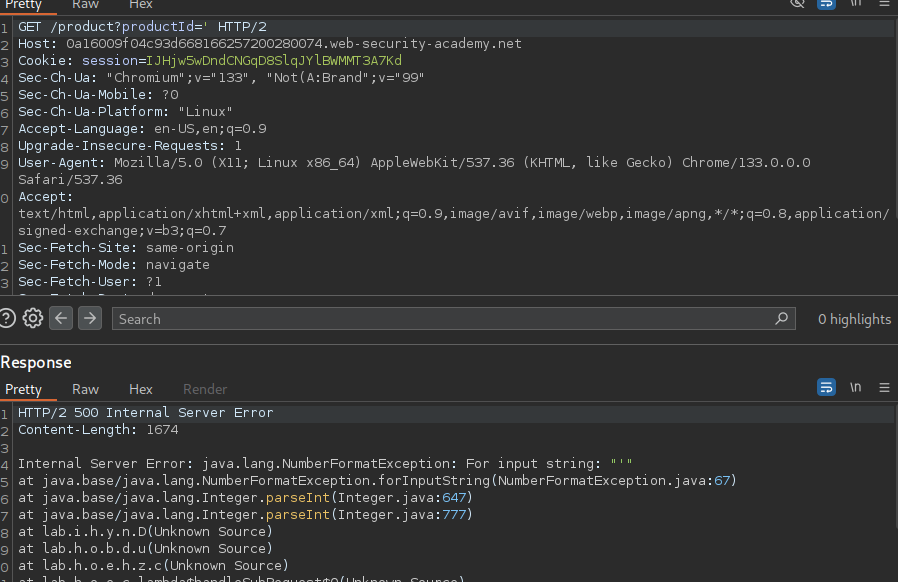 Pretty Raw Hex \n
1 GET /product?productId=' HTTP/2
2 Host: 0a16009f04c93d668166257200280074.web-security-academy.net
3 Cookie: session=IJHjw5wDndCNGqD8SlqJYlBWMMT3A7Kd
4 Sec-Ch-Ua: "Chromium";v="133", "Not(A:Brand";v="99"
5 Sec-Ch-Ua-Mobile: ?0
6 Sec-Ch-Ua-Platform: "Linux"
7 Accept-Language: en-US,en;q=0.9
8 Upgrade-Insecure-Requests: 1
9 User-Agent: Mozilla/5.0 (X11; Linux x86_64) AppleWebKit/537.36 (KHTML, like Gecko) Chrome/133.0.0.0
Safari/537.36
0 Accept:
text/html,application/xhtml+xml,application/xml;q=0.9,image/avif,image/webp,image/apng,*/*;q=0.8,application/
signed-exchange;v=b3;q=0.7
1 Sec-Fetch-Site: same-origin
2 Sec-Fetch-Mode: navigate
3 Sec-Fetch-User: ?1
Search 0 highlights
Response
Pretty Raw Hex Render \n
1 HTTP/2 500 Internal Server Error
2 Content-Length: 1674
3
4 Internal Server Error: java.lang.NumberFormatException: For input string: "'"
5 at java.base/java.lang.NumberFormatException.forInputString(NumberFormatException.java:67)
6 at java.base/java.lang.Integer.parseInt(Integer.java:647)
7 at java.base/java.lang.Integer.parseInt(Integer.java:777)
8 at lab.i.h.y.n.D(Unknown Source)
9 at lab.h.o.b.d.u(Unknown Source)
0 at lab.h.o.e.h.z.c(Unknown Source)